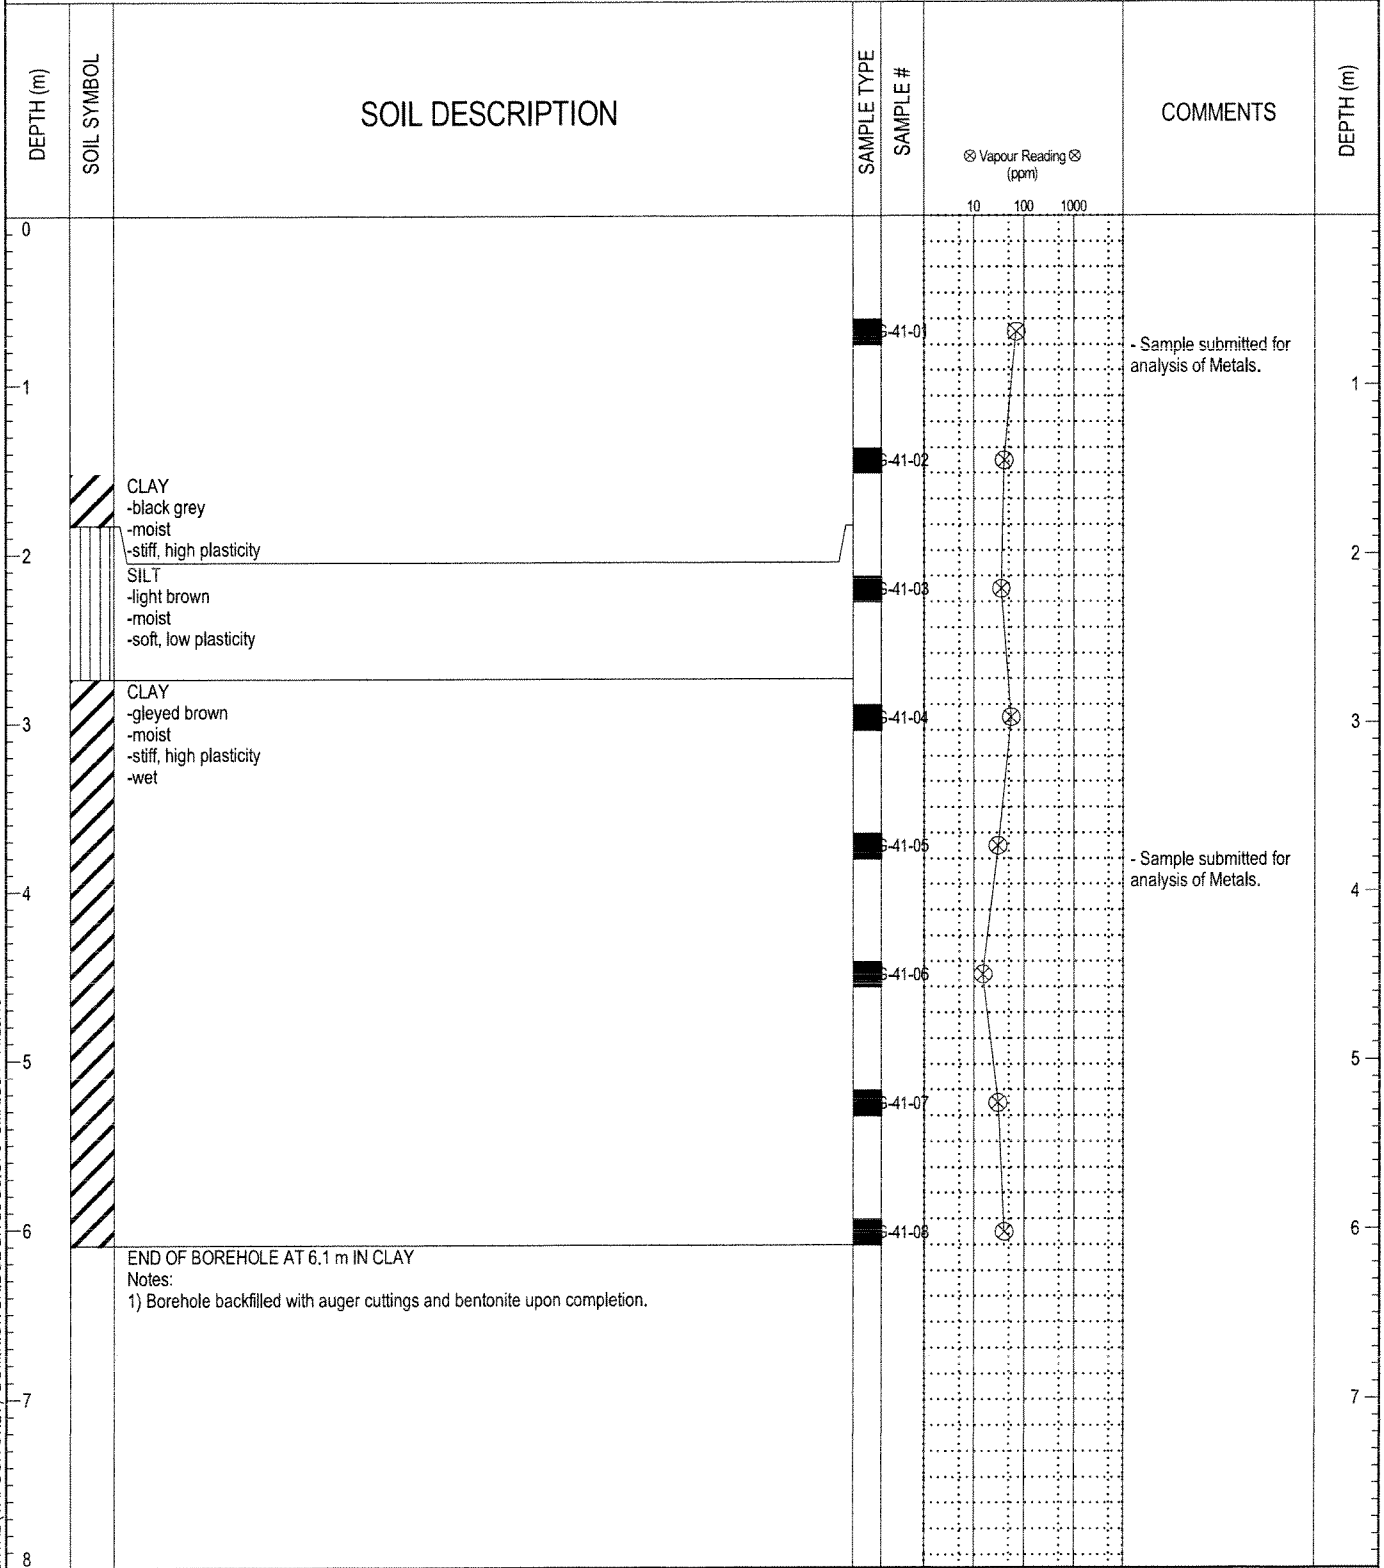 DEPTH (m)
SOIL SYMBOL
SOIL DESCRIPTION
SAMPLE TYPE
SAMPLE #
⊗ Vapour Reading ⊗
(ppm)
10 100 1000
COMMENTS
DEPTH (m)
0
G-41-01
- Sample submitted for
analysis of Metals.
1 1
G-41-02
CLAY
-black grey
-moist
-stiff, high plasticity
2 2
SILT
-light brown
-moist
-soft, low plasticity
G-41-03
CLAY
-gleyed brown
-moist
-stiff, high plasticity
-wet
G-41-04
3 3
G-41-05
- Sample submitted for
analysis of Metals.
4 4
G-41-06
5 5
G-41-07
6 6
G-41-08
END OF BOREHOLE AT 6.1 m IN CLAY
Notes:
1) Borehole backfilled with auger cuttings and bentonite upon completion.
7 7
8